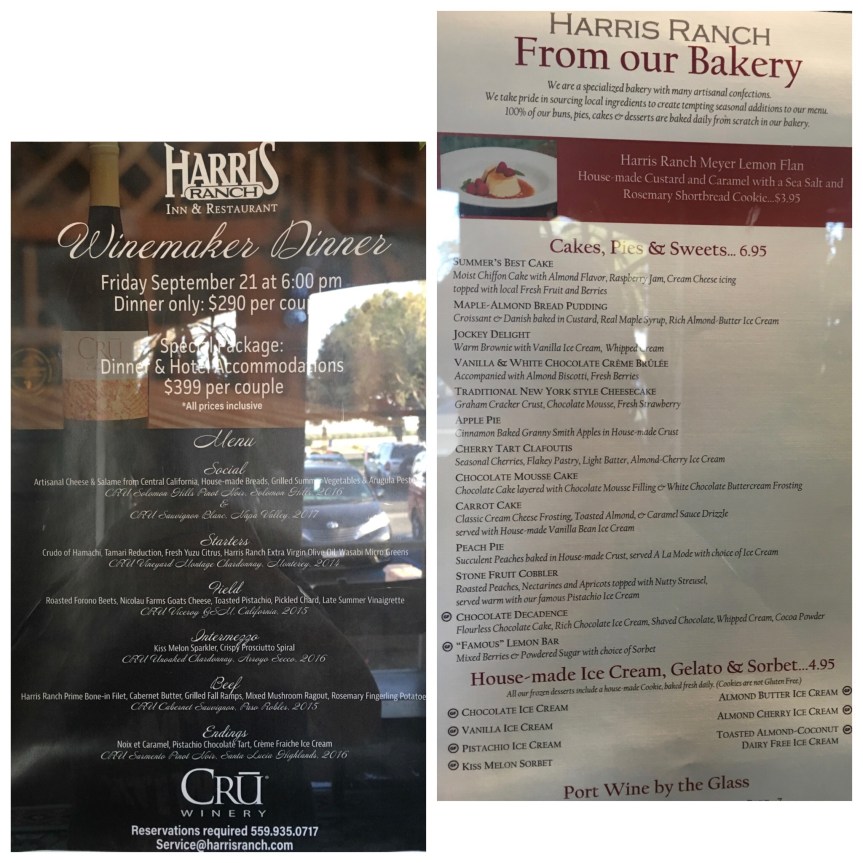 HARRIS
RANCH
INN & RESTAURANT
Winemaker Dinner
Friday September 21 at 6:00 pm
Dinner only: $290 per coup
Special Package:
Dinner & Hotel Accommodations
$399 per couple
*All prices inclusive
CRŪ
Menu
Social
Artisanal Cheese & Salame from Central California, House-made Breads, Grilled Summer Vegetables & Arugula Pesto
CRŪ Solomon Hills Pinot Noir, Solomon Hills, 2016
&
CRŪ Sauvignon Blanc, Napa Valley, 2017
Starters
Crudo of Hamachi, Tamari Reduction, Fresh Yuzu Citrus, Harris Ranch Extra Virgin Olive Oil, Wasabi Micro Greens
CRŪ Vineyard Montage Chardonnay, Monterey, 2014
Field
Roasted Forono Beets, Nicolau Farms Goats Cheese, Toasted Pistachio, Pickled Chard, Late Summer Vinaigrette
CRŪ Viceroy GSM, California, 2015
Intermezzo
Kiss Melon Sparkler, Crispy Prosciutto Spiral
CRŪ Unoaked Chardonnay, Arroyo Secco, 2016
Beef
Harris Ranch Prime Bone-in Filet, Cabernet Butter, Grilled Fall Ramps, Mixed Mushroom Ragout, Rosemary Fingerling Potatoe
CRŪ Cabernet Sauvignon, Paso Robles, 2015
Endings
Noix et Caramel, Pistachio Chocolate Tart, Crème Fraiche Ice Cream
CRŪ Sarmento Pinot Noir, Santa Lucia Highlands, 2016
CRŪ
WINERY
Reservations required 559.935.0717
Service@harrisranch.com
HARRIS RANCH
From our Bakery
We are a specialized bakery with many artisanal confections.
We take pride in sourcing local ingredients to create tempting seasonal additions to our menu.
100% of our buns, pies, cakes & desserts are baked daily from scratch in our bakery.
Harris Ranch Meyer Lemon Flan
House-made Custard and Caramel with a Sea Salt and
Rosemary Shortbread Cookie...$3.95
Cakes, Pies & Sweets... 6.95
SUMMER'S BEST CAKE
Moist Chiffon Cake with Almond Flavor, Raspberry Jam, Cream Cheese icing
topped with local Fresh Fruit and Berries
MAPLE-ALMOND BREAD PUDDING
Croissant & Danish baked in Custard, Real Maple Syrup, Rich Almond-Butter Ice Cream
JOCKEY DELIGHT
Warm Brownie with Vanilla Ice Cream, Whipped Cream
VANILLA & WHITE CHOCOLATE CRÈME BRÛLÉE
Accompanied with Almond Biscotti, Fresh Berries
TRADITIONAL NEW YORK STYLE CHEESECAKE
Graham Cracker Crust, Chocolate Mousse, Fresh Strawberry
APPLE PIE
Cinnamon Baked Granny Smith Apples in House-made Crust
CHERRY TART CLAFOUTIS
Seasonal Cherries, Flakey Pastry, Light Batter, Almond-Cherry Ice Cream
CHOCOLATE MOUSSE CAKE
Chocolate Cake layered with Chocolate Mousse Filling & White Chocolate Buttercream Frosting
CARROT CAKE
Classic Cream Cheese Frosting, Toasted Almond, & Caramel Sauce Drizzle
served with House-made Vanilla Bean Ice Cream
PEACH PIE
Succulent Peaches baked in House-made Crust, served A La Mode with choice of Ice Cream
STONE FRUIT COBBLER
Roasted Peaches, Nectarines and Apricots topped with Nutty Streusel,
served warm with our famous Pistachio Ice Cream
GF CHOCOLATE DECADENCE
Flourless Chocolate Cake, Rich Chocolate Ice Cream, Shaved Chocolate, Whipped Cream, Cocoa Powder
GF "FAMOUS" LEMON BAR
Mixed Berries & Powdered Sugar with choice of Sorbet
House-made Ice Cream, Gelato & Sorbet...4.95
All our frozen desserts include a house-made Cookie, baked fresh daily. (Cookies are not Gluten Free)
GF CHOCOLATE ICE CREAM
GF VANILLA ICE CREAM
GF PISTACHIO ICE CREAM
GF KISS MELON SORBET
ALMOND BUTTER ICE CREAM GF
ALMOND CHERRY ICE CREAM GF
TOASTED ALMOND-COCONUT GF
DAIRY FREE ICE CREAM
Port Wine by the Glass